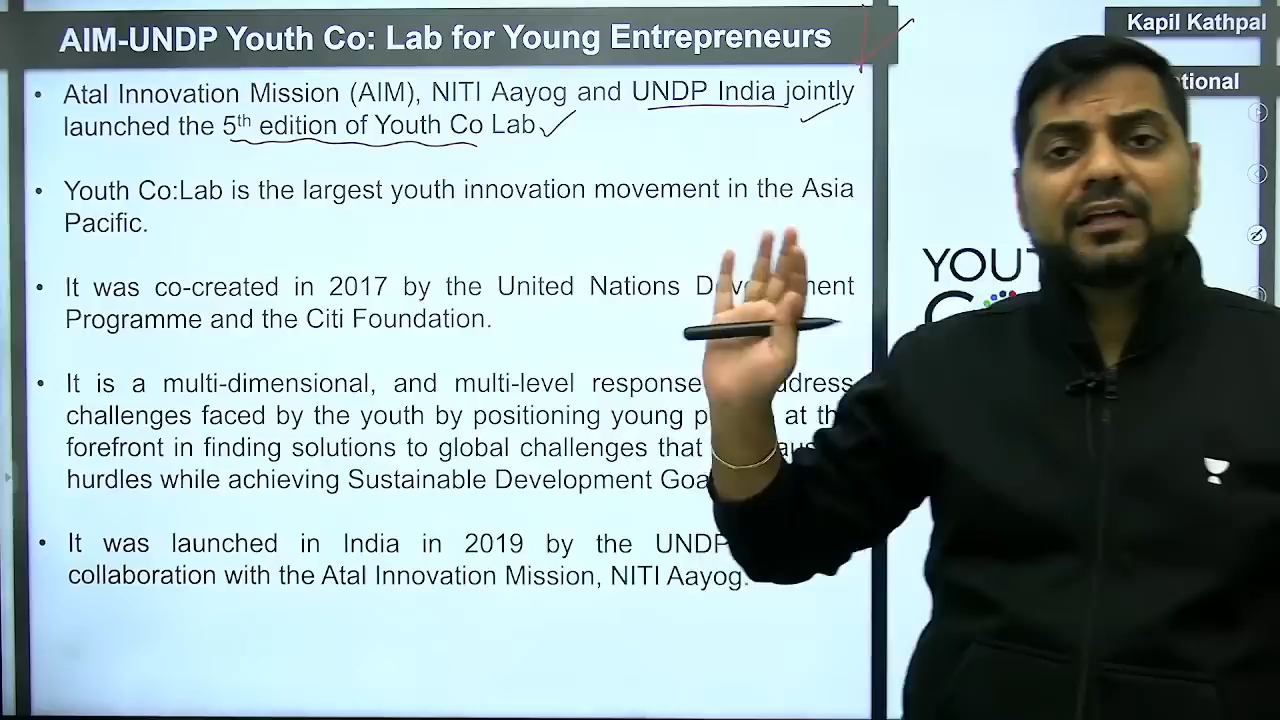 AIM-UNDP Youth Co: Lab for Young Entrepreneurs
Kapil Kathpal
• Atal Innovation Mission (AIM), NITI Aayog and UNDP India jointly
launched the 5th edition of Youth Co Lab
• Youth Co:Lab is the largest youth innovation movement in the Asia
Pacific.
• It was co-created in 2017 by the United Nations Development
Programme and the Citi Foundation.
• It is a multi-dimensional, and multi-level response address
challenges faced by the youth by positioning young at the
forefront in finding solutions to global challenges that
hurdles while achieving Sustainable Development
• It was launched in India in 2019 by the UNDP
collaboration with the Atal Innovation Mission, NITI Aayog.